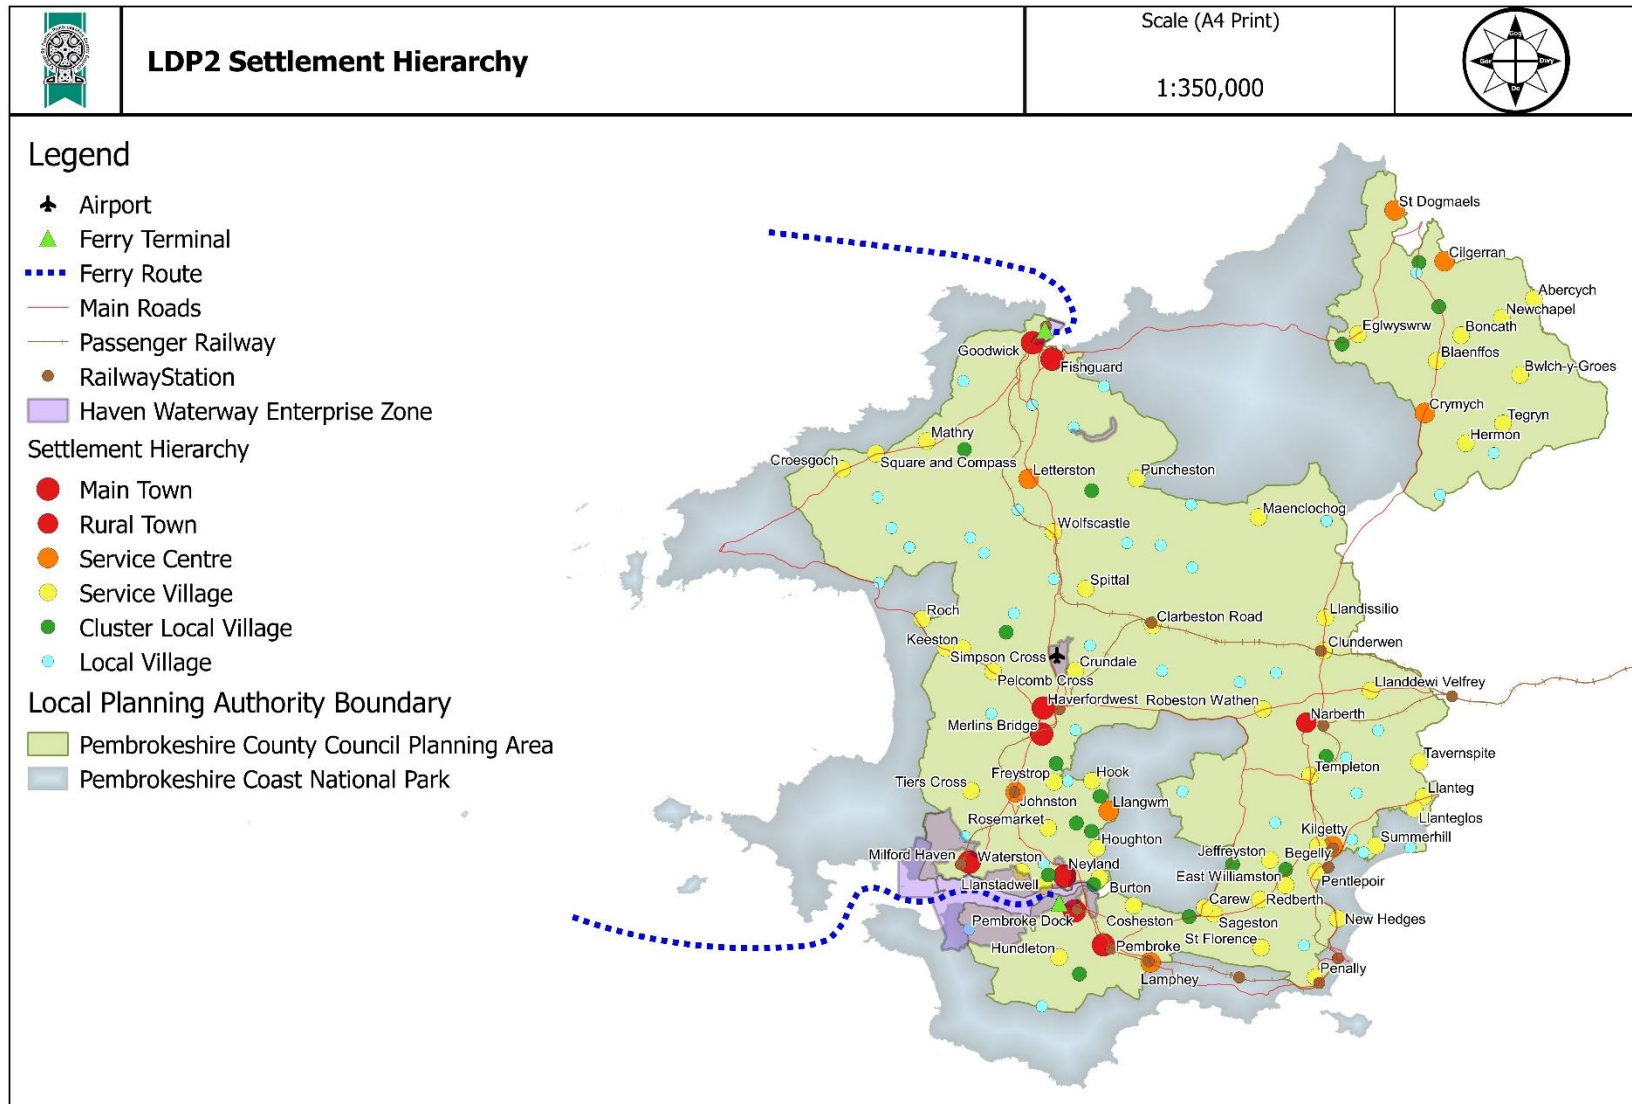 LDP2 Settlement Hierarchy
Scale (A4 Print)
1:350,000
Gog
Gor
Dwy
De
Legend
Airport
Ferry Terminal
Ferry Route
Main Roads
Passenger Railway
RailwayStation
Haven Waterway Enterprise Zone
Settlement Hierarchy
Main Town
Rural Town
Service Centre
Service Village
Cluster Local Village
Local Village
Local Planning Authority Boundary
Pembrokeshire County Council Planning Area
Pembrokeshire Coast National Park
St Dogmaels
Cilgerran
Abercych
Newchapel
Eglwyswrw
Boncath
Blaenffos
Bwlch-y-Groes
Goodwick
Fishguard
Crymych
Tegryn
Hermon
Mathry
Croesgoch
Square and Compass
Letterston
Puncheston
Maenclochog
Wolfscastle
Spittal
Roch
Clarbeston Road
Llandissilio
Keeston
Simpson Cross
Crundale
Clunderwen
Pelcomb Cross
Llanddewi Velfrey
Haverfordwest
Robeston Wathen
Narberth
Merlins Bridge
Tavernspite
Tiers Cross
Freystrop
Hook
Templeton
Johnston
Llangwm
Llanteg
Rosemarket
Llanteglos
Houghton
Kilgetty
Summerhill
Milford Haven
Waterston
Neyland
Jeffreyston
Begelly
Llanstadwell
Burton
East Williamston
Pentlepoir
Carew
Redberth
Pembroke Dock
Cosheston
Sageston
New Hedges
Hundleton
Pembroke
St Florence
Lamphey
Penally